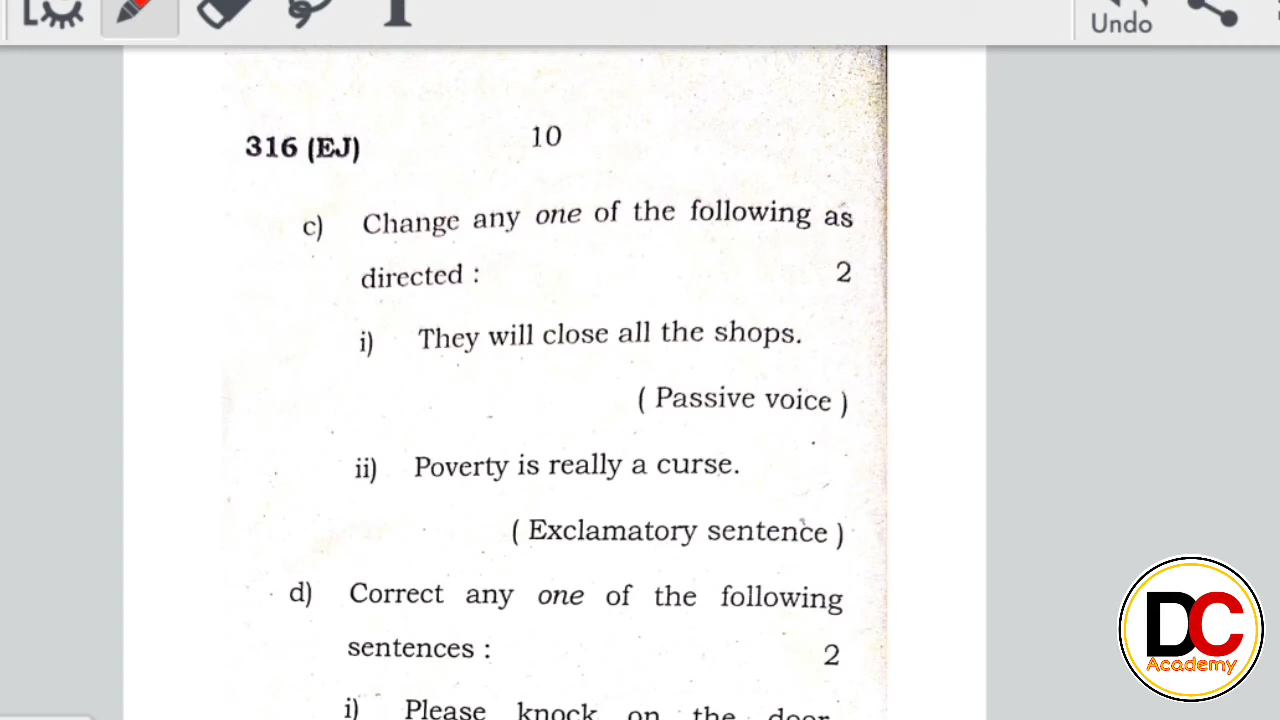 Undo
316 (EJ)
10
c) Change any one of the following as
directed : 2
i) They will close all the shops.
( Passive voice )
ii) Poverty is really a curse.
( Exclamatory sentence )
d) Correct any one of the following
sentences : 2
i) Please knock on the door
DC
Academy